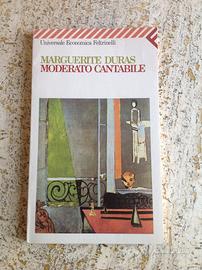 Universale Economica Feltrinelli
MARGUERITE DURAS
MODERATO CANTABILE